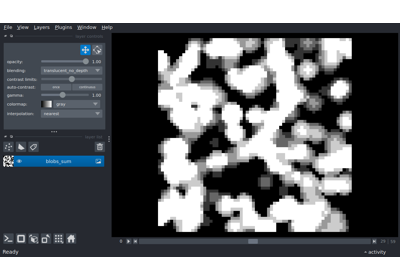 File View Layers Plugins Window Help
opacity: 1.00
blending: translucent_no_depth
contrast limits:
auto-contrast: once continuous
gamma: 1.00
colormap: gray
interpolation: nearest
blobs_sum
Ready
activity